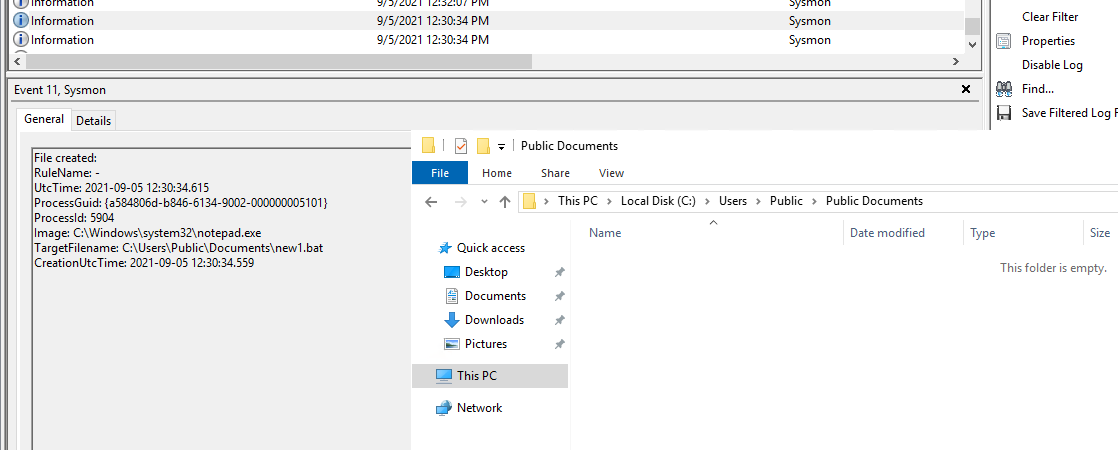 Information 9/5/2021 12:32:07 PM Sysmon
Information 9/5/2021 12:30:34 PM Sysmon
Information 9/5/2021 12:30:34 PM Sysmon
Event 11, Sysmon
General Details
File created:
RuleName: -
UtcTime: 2021-09-05 12:30:34.615
ProcessGuid: {a584806d-b846-6134-9002-000000005101}
ProcessId: 5904
Image: C:\Windows\system32\notepad.exe
TargetFilename: C:\Users\Public\Documents\new1.bat
CreationUtcTime: 2021-09-05 12:30:34.559
Clear Filter
Properties
Disable Log
Find...
Save Filtered Log F
Public Documents
File Home Share View
This PC Local Disk (C:) Users Public Public Documents
Name Date modified Type Size
This folder is empty.
Quick access
Desktop
Documents
Downloads
Pictures
This PC
Network